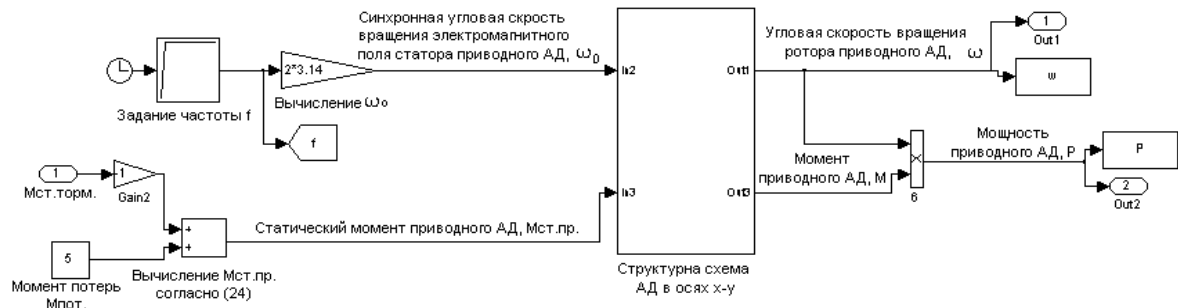 Синхронная угловая скрость
вращения электромагнитного
поля статора приводного АД, ω0
Угловая скорость вращения
ротора приводного АД, ω
1
Out1
ω
2*3.14
In2
Out1
Задание частоты f
Вычисление ω0
f
Мощность
приводного АД, P
P
2
Out2
Момент
приводного АД, М
6
1
Мст.торм.
-1
Gain2
In3
Out3
Статический момент приводного АД, Мст.пр.
+
+
5
Момент потерь
Мпот.
Вычисление Мст.пр.
согласно (24)
Структурна схема
АД в осях x-y